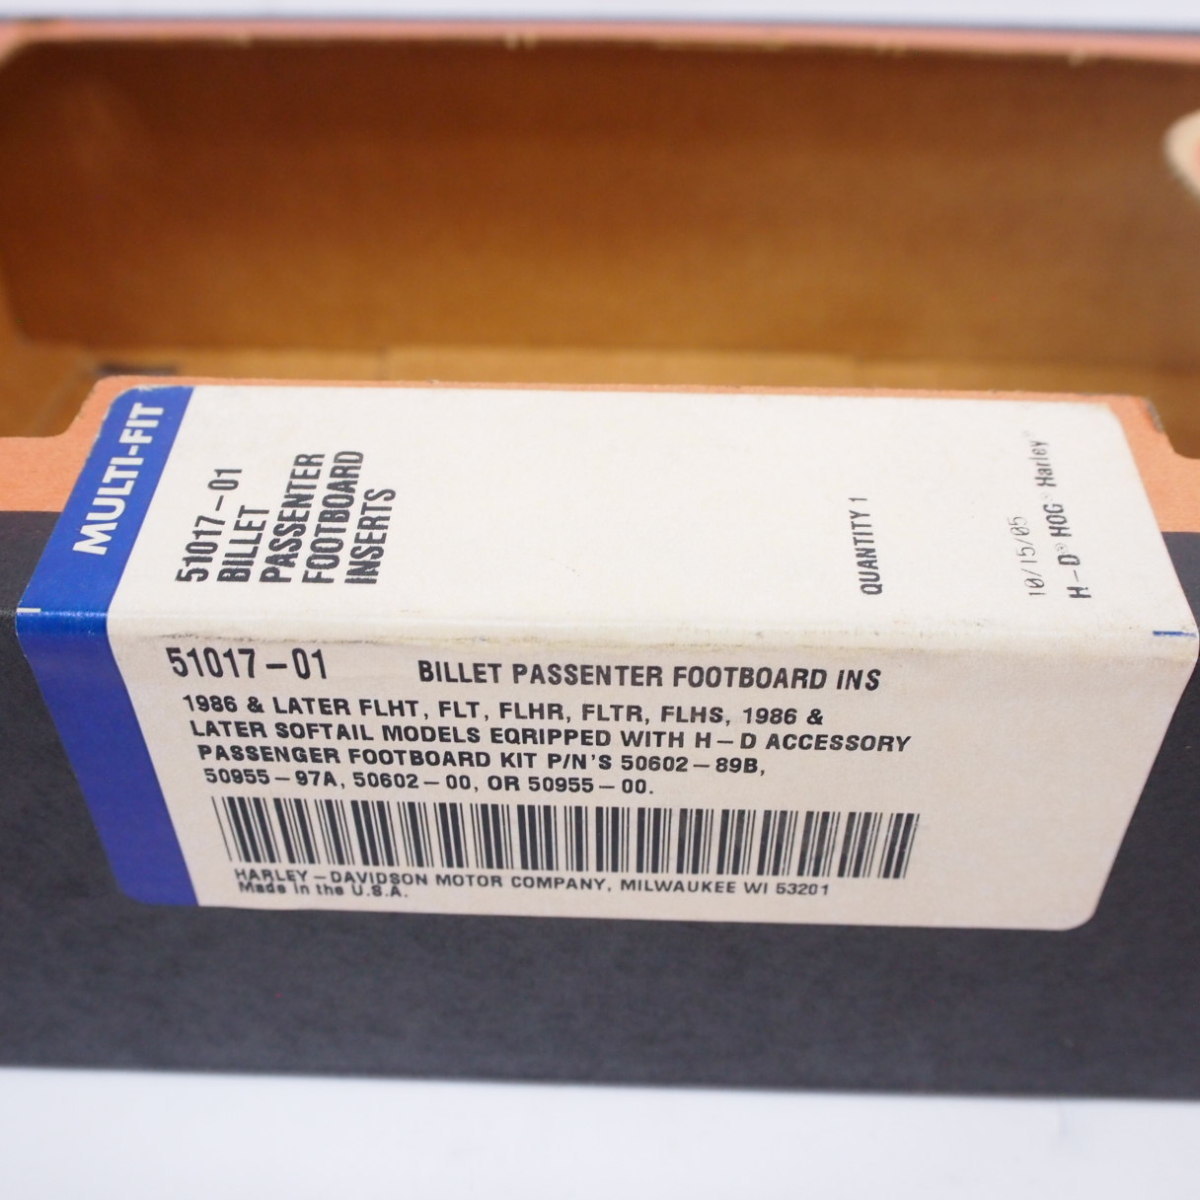 MULTI-FIT
51017-01
BILLET
PASSENTER
FOOTBOARD
INSERTS
QUANTITY 1
10/15/05
H-D® HOG® Harley™
51017-01 BILLET PASSENTER FOOTBOARD INS
1986 & LATER FLHT, FLT, FLHR, FLTR, FLHS, 1986 &
LATER SOFTAIL MODELS EQRIPPED WITH H-D ACCESSORY
PASSENGER FOOTBOARD KIT P/N'S 50602-89B,
50955-97A, 50602-00, OR 50955-00.
HARLEY-DAVIDSON MOTOR COMPANY, MILWAUKEE WI 53201
Made in the U.S.A.